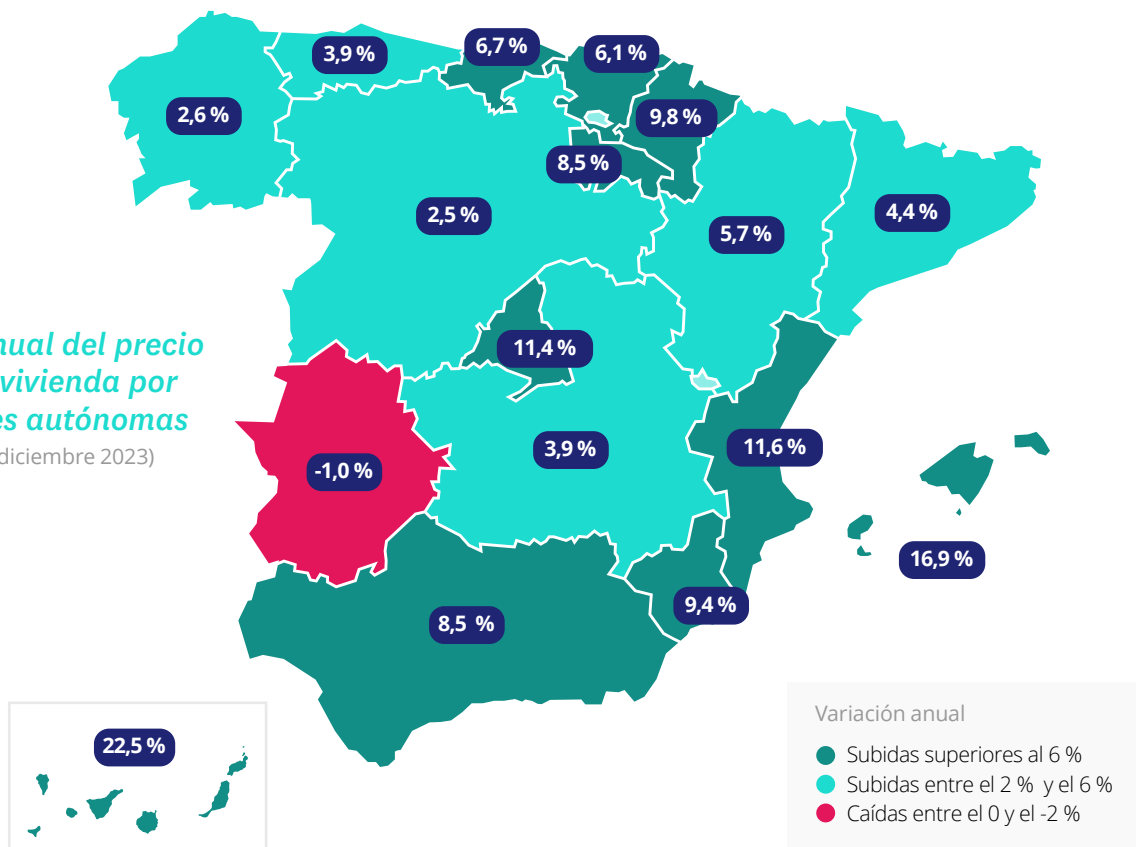 3,9 %
6,7 %
6,1 %
2,6 %
9,8 %
8,5 %
2,5 %
4,4 %
5,7 %
11,4 %
precio
vivienda por
autónomas
diciembre 2023)
-1,0 %
3,9 %
11,6 %
16,9 %
9,4 %
8,5 %
22,5 %
Variación anual
Subidas superiores al 6 %
Subidas entre el 2 % y el 6 %
Caídas entre el 0 y el -2 %